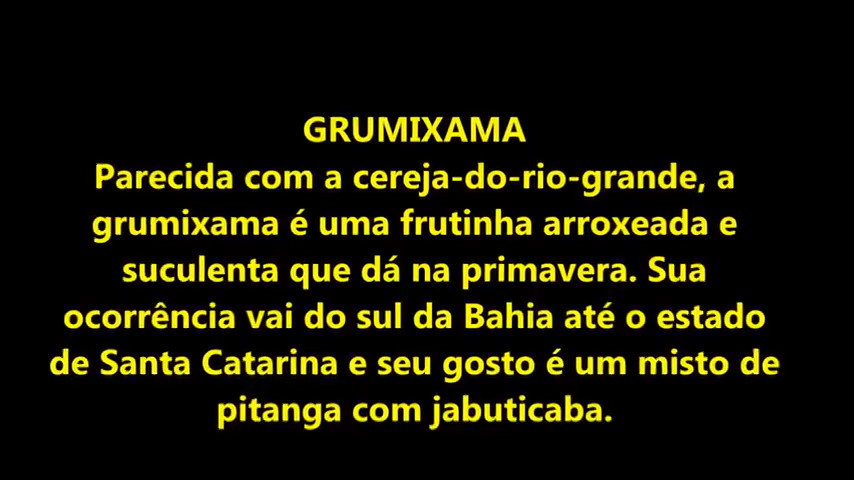 GRUMIXAMA
Parecida com a cereja-do-rio-grande, a
grumixama é uma frutinha arroxeada e
suculenta que dá na primavera. Sua
ocorrência vai do sul da Bahia até o estado
de Santa Catarina e seu gosto é um misto de
pitanga com jabuticaba.